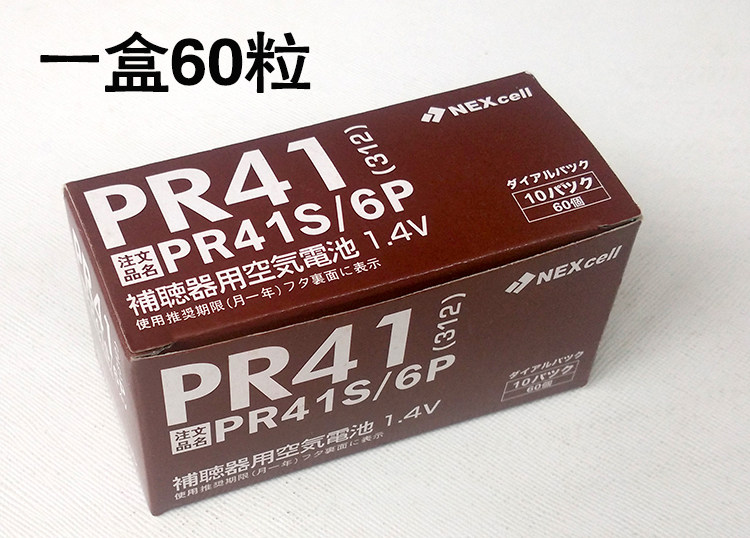 一盒60粒
NEXcell
PR41(312)
注文品名 PR41S/6P
補聴器用空気電池 1.4V
使用推奨期限(月一年)フタ裏面に表示
ダイアルパック
10パック
60個
NEXcell
PR41(312)
注文品名 PR41S/6P
補聴器用空気電池 1.4V
使用推奨期限(月一年)フタ裏面に表示
ダイアルパック
10パック
60個
PR41